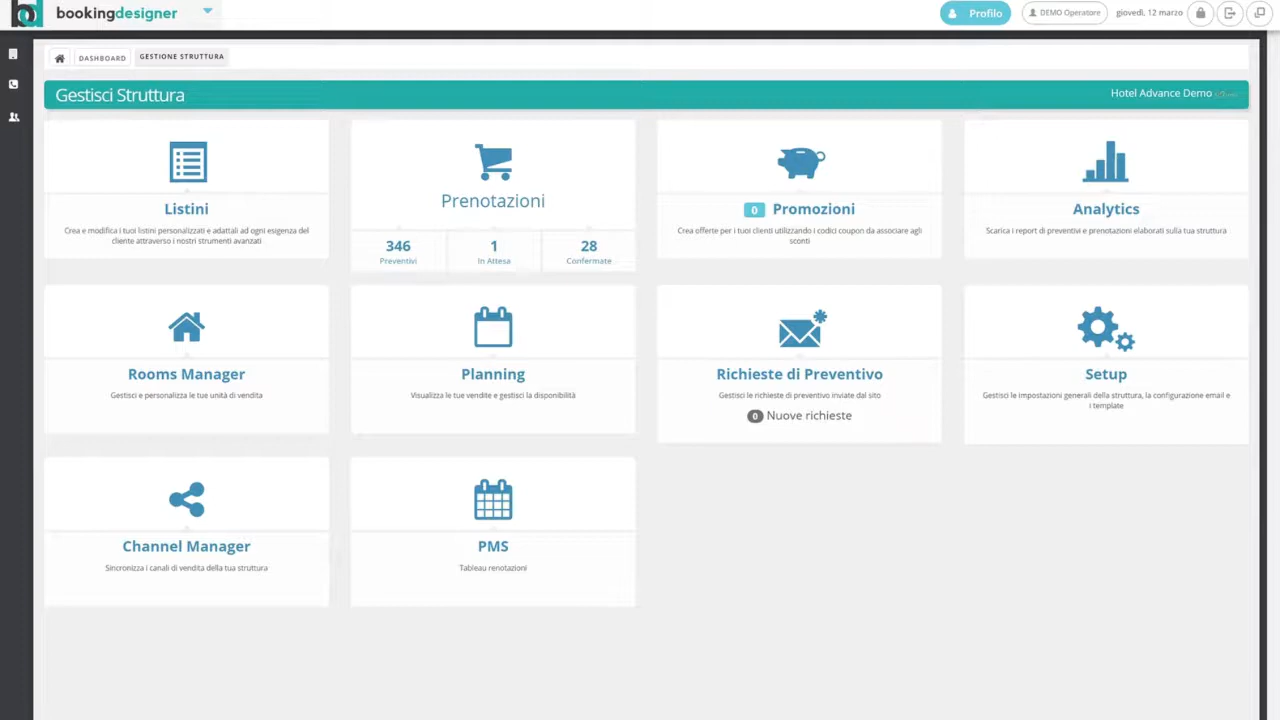 bd bookingdesigner
Profilo
DEMO Operatore
giovedì, 12 marzo
DASHBOARD
GESTIONE STRUTTURA
Gestisci Struttura
Hotel Advance Demo
Listini
Crea e modifica i tuoi listini personalizzati e adattali ad ogni esigenza del
cliente attraverso i nostri strumenti avanzati
Prenotazioni
346
Preventivi
1
In Attesa
28
Confermate
0 Promozioni
Crea offerte per i tuoi clienti utilizzando i codici coupon da associare agli
sconti
Analytics
Scarica i report di preventivi e prenotazioni elaborati sulla tua struttura
Rooms Manager
Gestisci e personalizza le tue unità di vendita
Planning
Visualizza le tue vendite e gestisci la disponibilità
Richieste di Preventivo
Gestisci le richieste di preventivo inviate dal sito
0 Nuove richieste
Setup
Gestisci le impostazioni generali della struttura, la configurazione email e
i template
Channel Manager
Sincronizza i canali di vendita della tua struttura
PMS
Tableau renotazioni